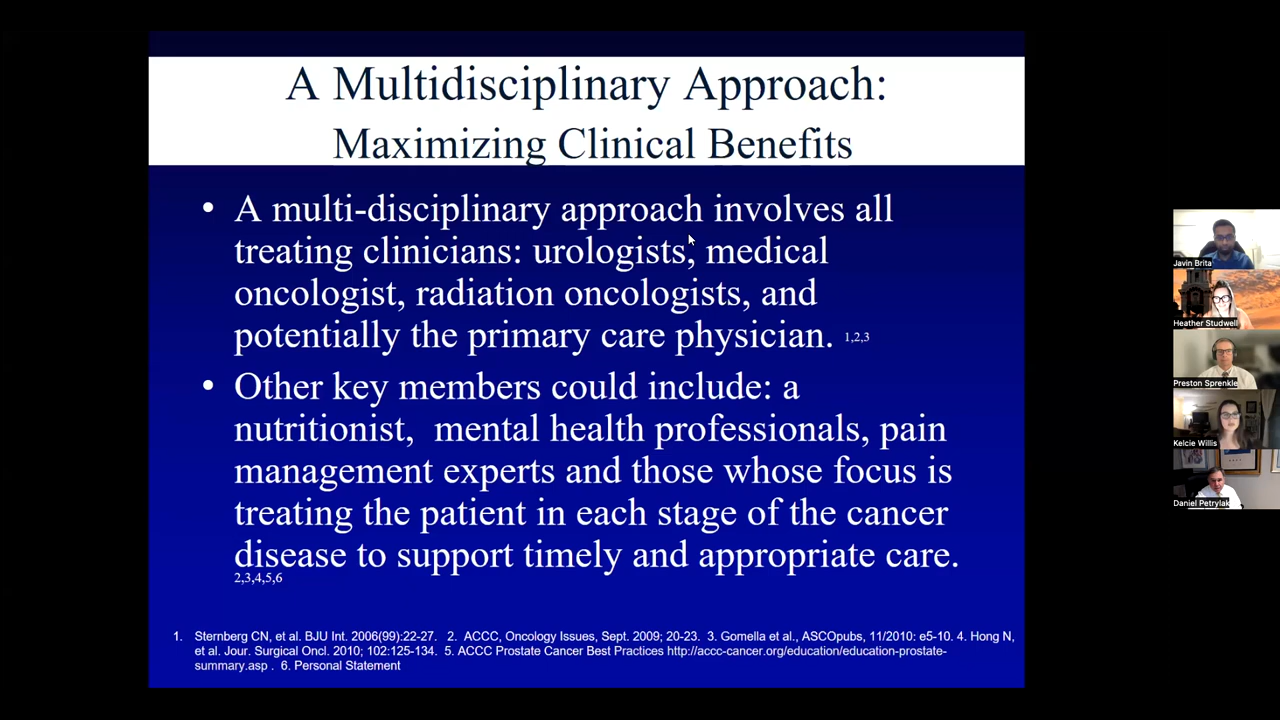 A Multidisciplinary Approach:
Maximizing Clinical Benefits
• A multi-disciplinary approach involves all
treating clinicians: urologists, medical
oncologist, radiation oncologists, and
potentially the primary care physician. 1,2,3
• Other key members could include: a
nutritionist,  mental health professionals, pain
management experts and those whose focus is
treating the patient in each stage of the cancer
disease to support timely and appropriate care.
2,3,4,5,6
1. Sternberg CN, et al. BJU Int. 2006(99):22-27. 2. ACCC, Oncology Issues, Sept. 2009; 20-23. 3. Gomella et al., ASCOpubs, 11/2010: e5-10. 4. Hong N,
et al. Jour. Surgical Oncl. 2010; 102:125-134. 5. ACCC Prostate Cancer Best Practices http://accc-cancer.org/education/education-prostate-
summary.asp . 6. Personal Statement
Javin Brita
Heather Studwell
Preston Sprenkle
Kelcie Willis
Daniel Petrylak